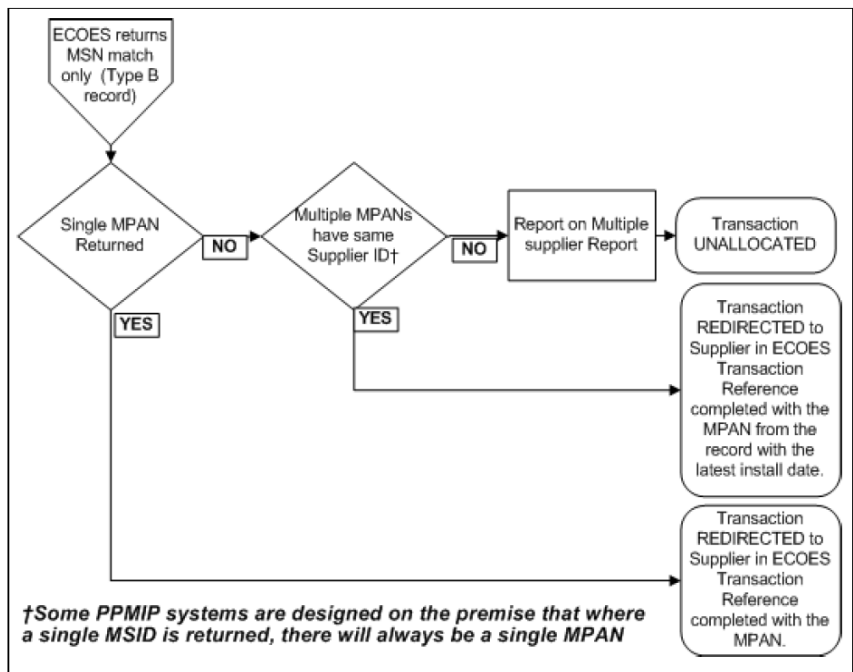 ECOES returns
MSN match
only (Type B
record)
Single MPAN
Returned
NO
Multiple MPANs
have same
Supplier ID†
NO
Report on Multiple
supplier Report
Transaction
UNALLOCATED
YES
YES
Transaction
REDIRECTED to
Supplier in ECOES
Transaction
Reference
completed with the
MPAN from the
record with the
latest install date.
Transaction
REDIRECTED to
Supplier in ECOES
Transaction
Reference
completed with the
MPAN.
†Some PPMIP systems are designed on the premise that where
a single MSID is returned, there will always be a single MPAN